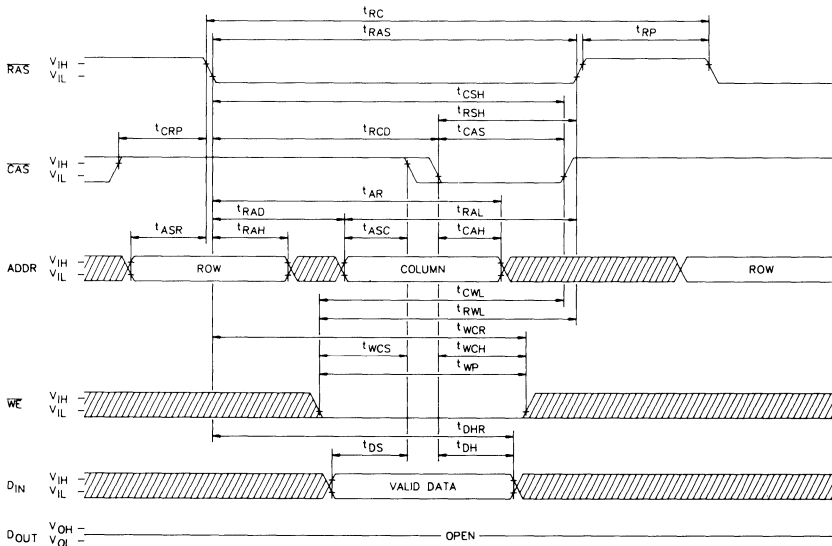 tRC
tRAS
tRP
RAS VIH
VIL
tCSH
tRSH
tCRP tRCD tCAS
CAS VIH
VIL
tAR
tRAD tRAL
tASR tRAH tASC tCAH
ADDR VIH
VIL
ROW COLUMN ROW
tCWL
tRWL
tWCR
tWCS tWCH
tWP
WE VIH
VIL
tDHR
tDS tDH
DIN VIH
VIL
VALID DATA
DOUT VOH
VOL
OPEN